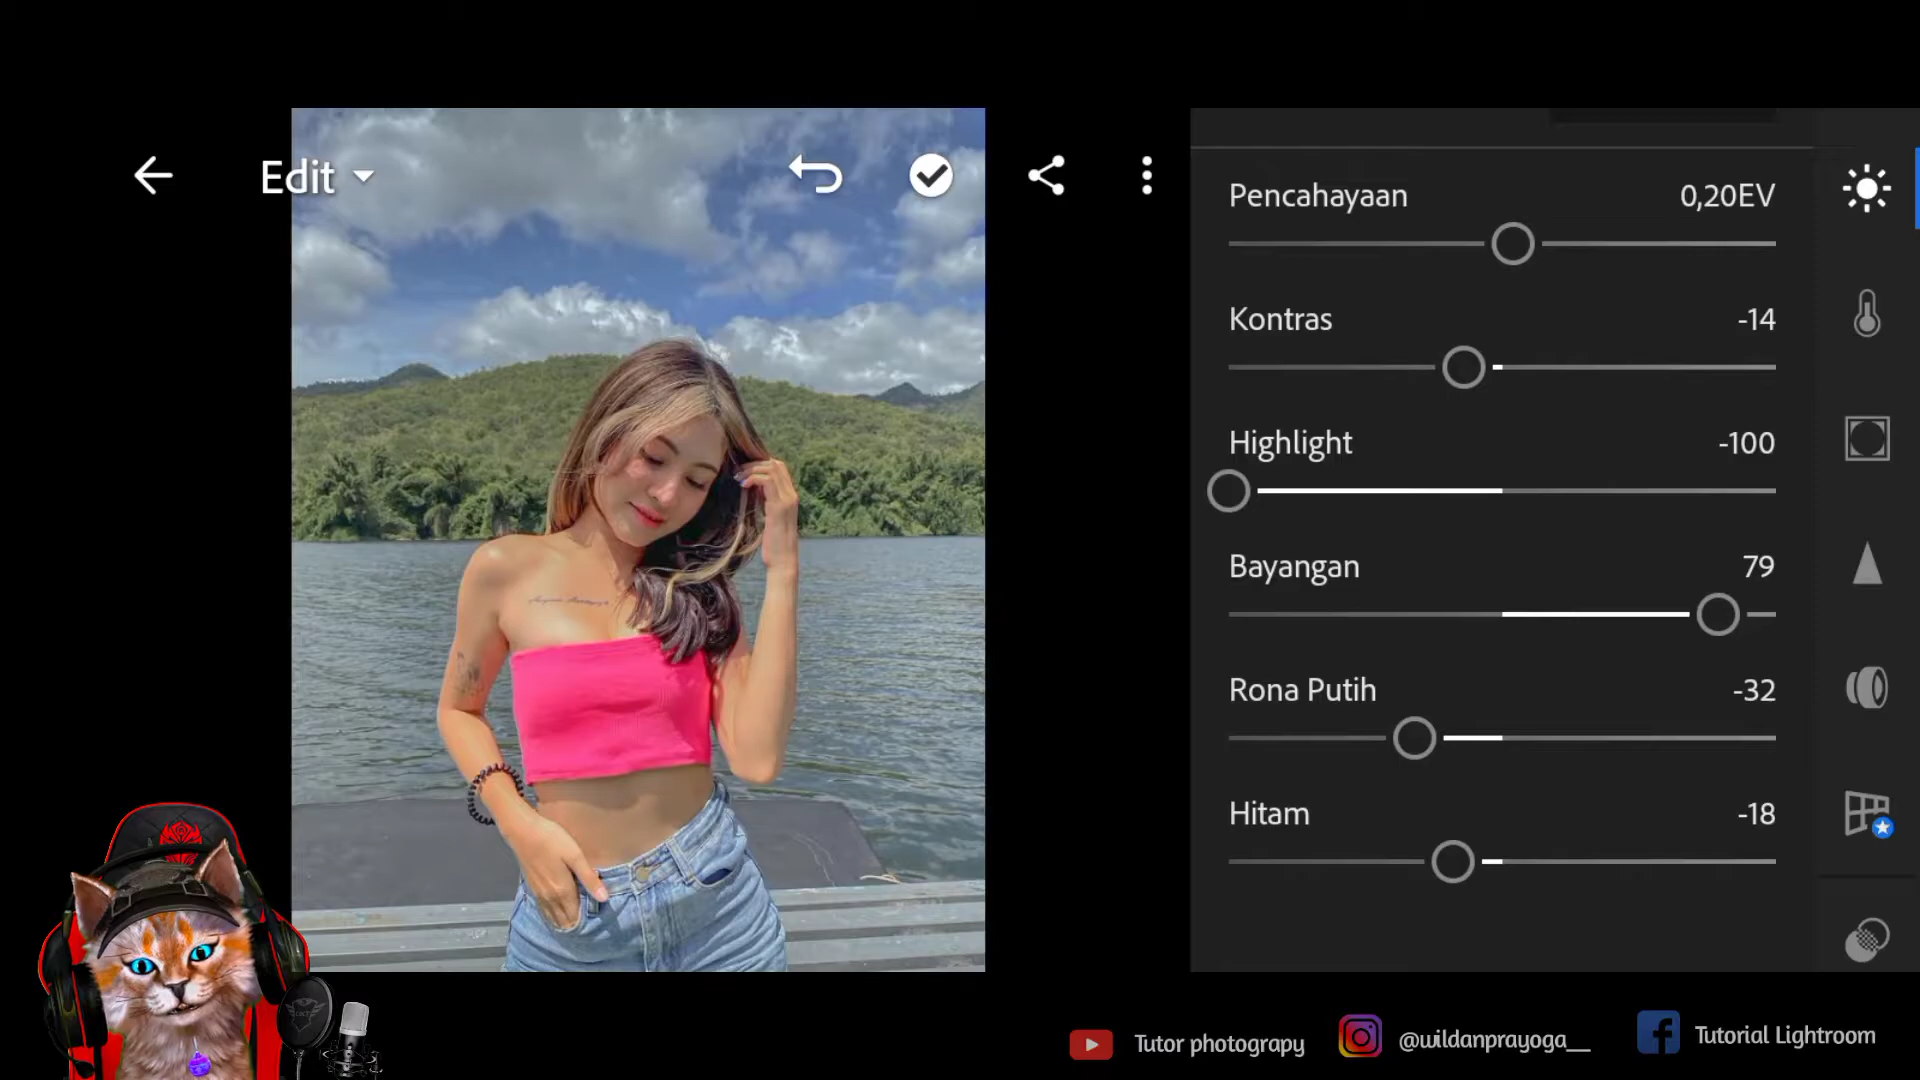 Edit
Pencahayaan 0,20EV
Kontras -14
Highlight -100
Bayangan 79
Rona Putih -32
Hitam -18
Tutor photograpy @wildanprayoga__ Tutorial Lightroom